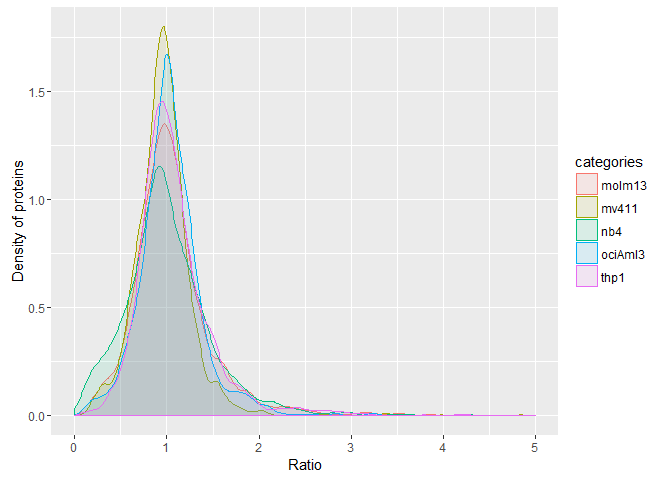 Density of proteins
1.5
1.0
0.5
0.0
0 1 2 3 4 5
Ratio
categories
molm13
mv411
nb4
ociAml3
thp1